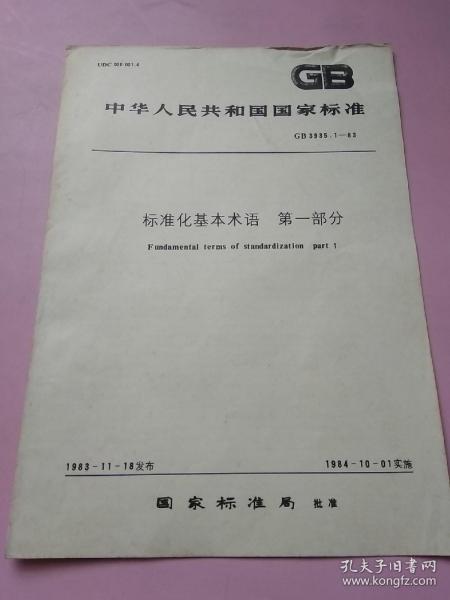 UDC 001:001.4
GB
中华人民共和国国家标准
GB 3935.1—83
标准化基本术语 第一部分
Fundamental terms of standardization part 1
1983-11-18发布
1984-10-01实施
国家标准局 批准
孔夫子旧书网
www.kongfz.com